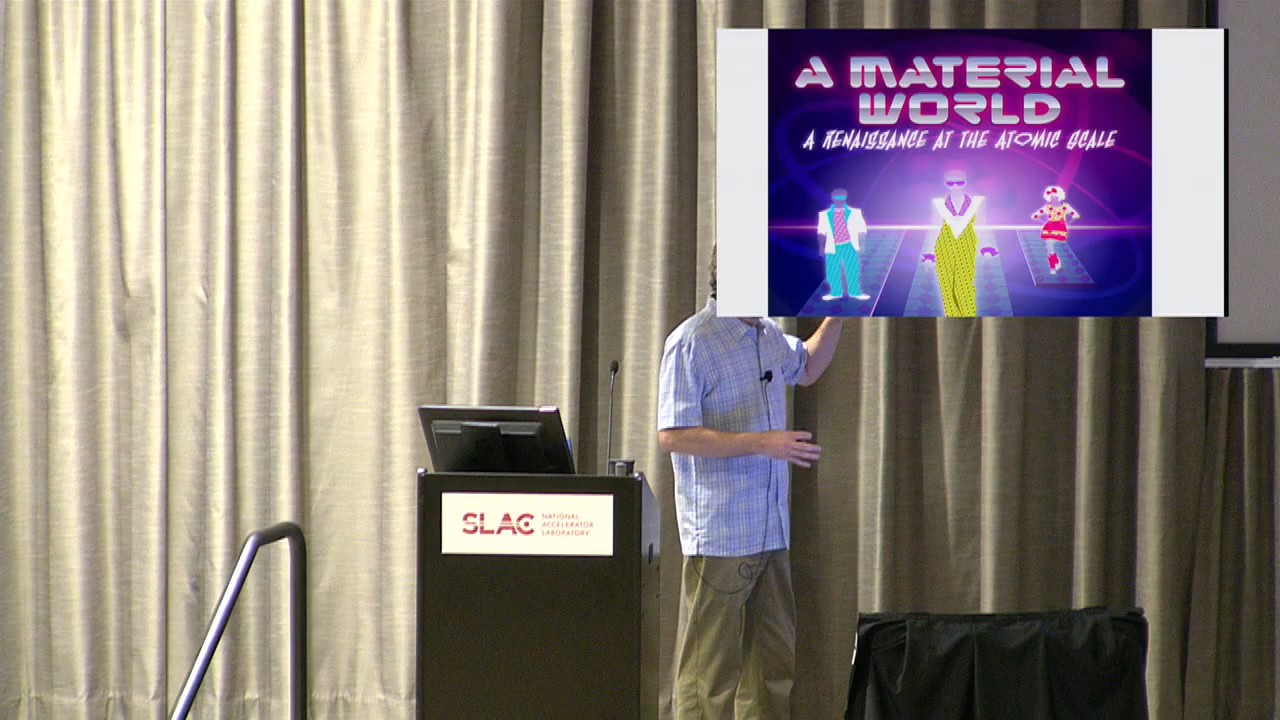 A MATERIAL
WORLD
A RENAISSANCE AT THE ATOMIC SCALE
SLAC NATIONAL
ACCELERATOR
LABORATORY